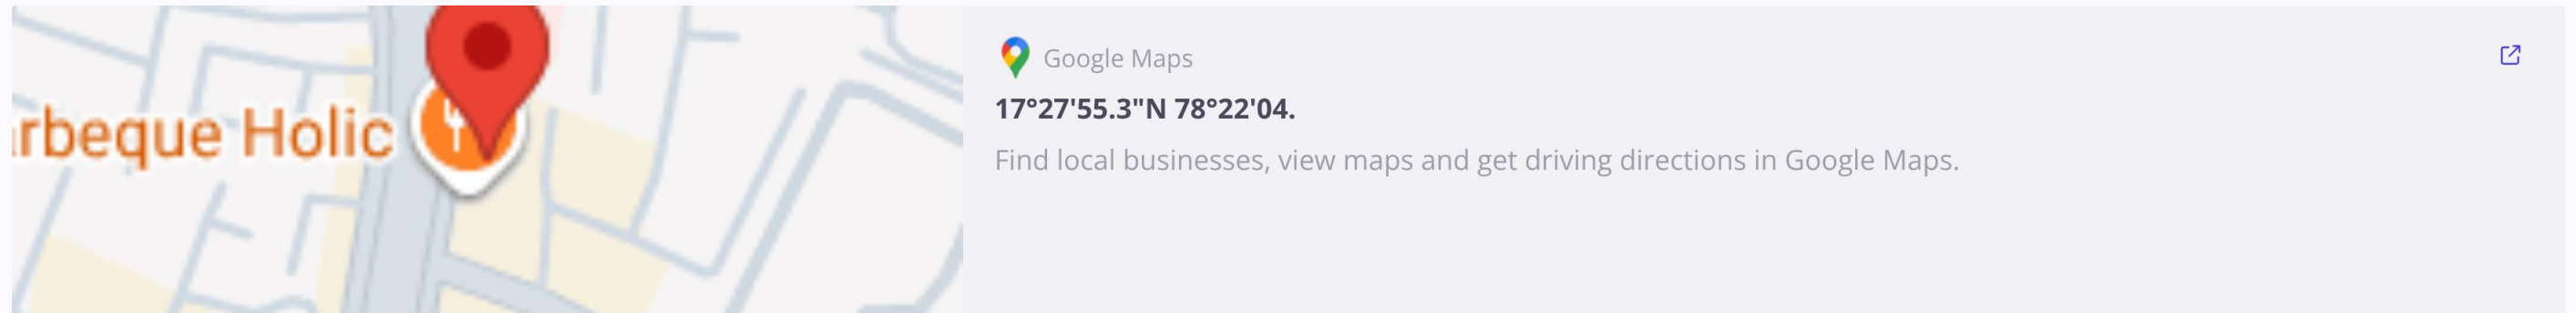 rbeque Holic
Google Maps
17°27'55.3"N 78°22'04.
Find local businesses, view maps and get driving directions in Google Maps.